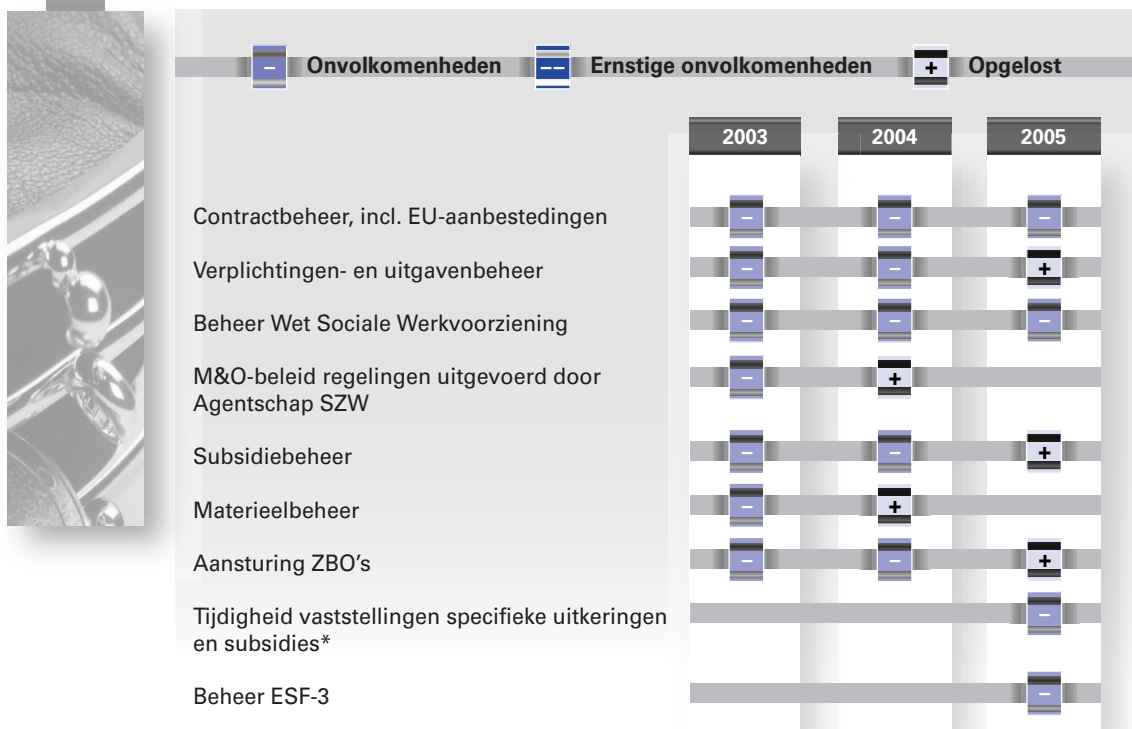 – Onvolkomenheden – – Ernstige onvolkomenheden + Opgelost
2003 2004 2005
Contractbeheer, incl. EU-aanbestedingen – – –
Verplichtingen- en uitgavenbeheer – – +
Beheer Wet Sociale Werkvoorziening – – –
M&O-beleid regelingen uitgevoerd door – +
Agentschap SZW
Subsidiebeheer – – +
Materieelbeheer – +
Aansturing ZBO's – – +
Tijdigheid vaststellingen specifieke uitkeringen –
en subsidies*
Beheer ESF-3 –